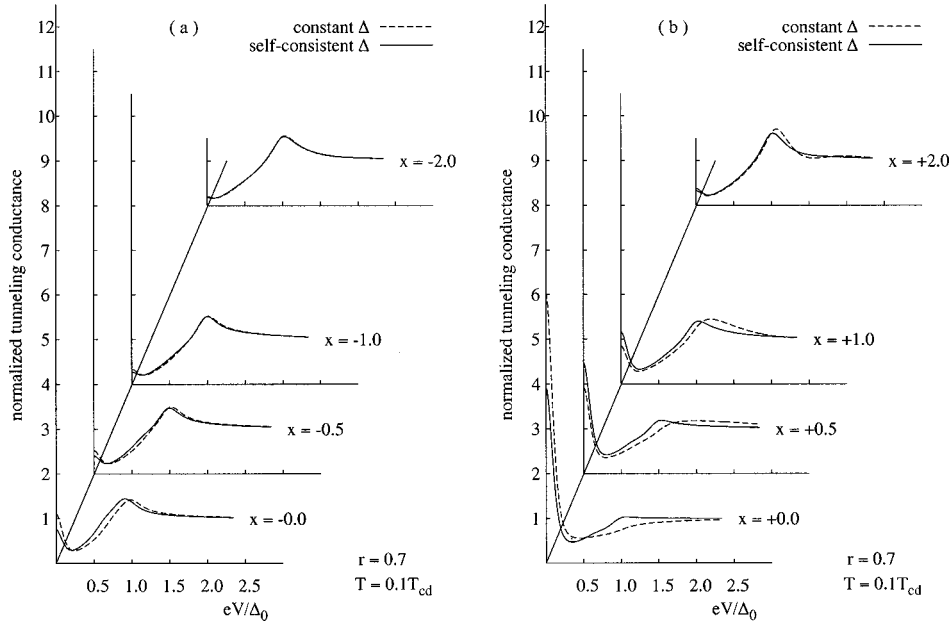 ( a )
constant Δ
self-consistent Δ
normalized tunneling conductance
12
11
10
9
8
7
6
5
4
3
2
1
x = -2.0
x = -1.0
x = -0.5
x = -0.0
0.5 1.0 1.5 2.0 2.5
eV/Δ0
r = 0.7
T = 0.1Tcd
( b )
constant Δ
self-consistent Δ
normalized tunneling conductance
12
11
10
9
8
7
6
5
4
3
2
1
x = +2.0
x = +1.0
x = +0.5
x = +0.0
0.5 1.0 1.5 2.0 2.5
eV/Δ0
r = 0.7
T = 0.1Tcd